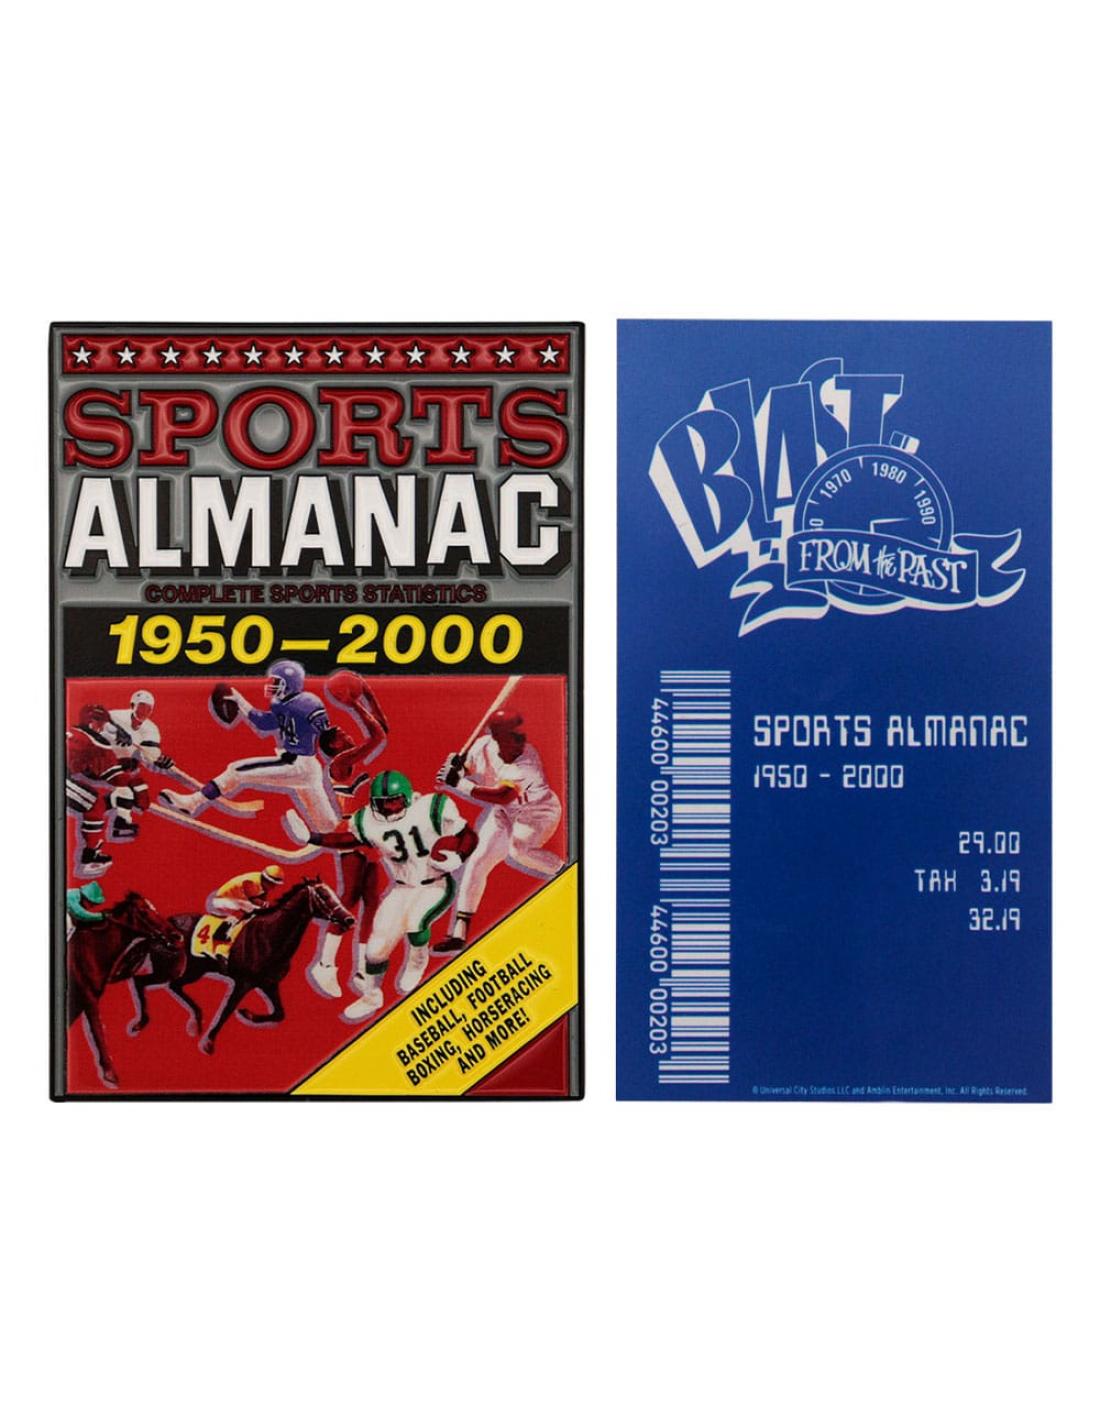 SPORTS
ALMANAC
COMPLETE SPORTS STATISTICS
1950–2000
84
31
4
INCLUDING
BASEBALL, FOOTBALL
BOXING, HORSERACING
AND MORE!
BLAST
1970 1980 1990
FROM the PAST
44600 00203
44600 00203
SPORTS ALMANAC
1950 - 2000
29.00
TAX 3.19
32.19
© Universal City Studios LLC and Amblin Entertainment, Inc. All Rights Reserved.